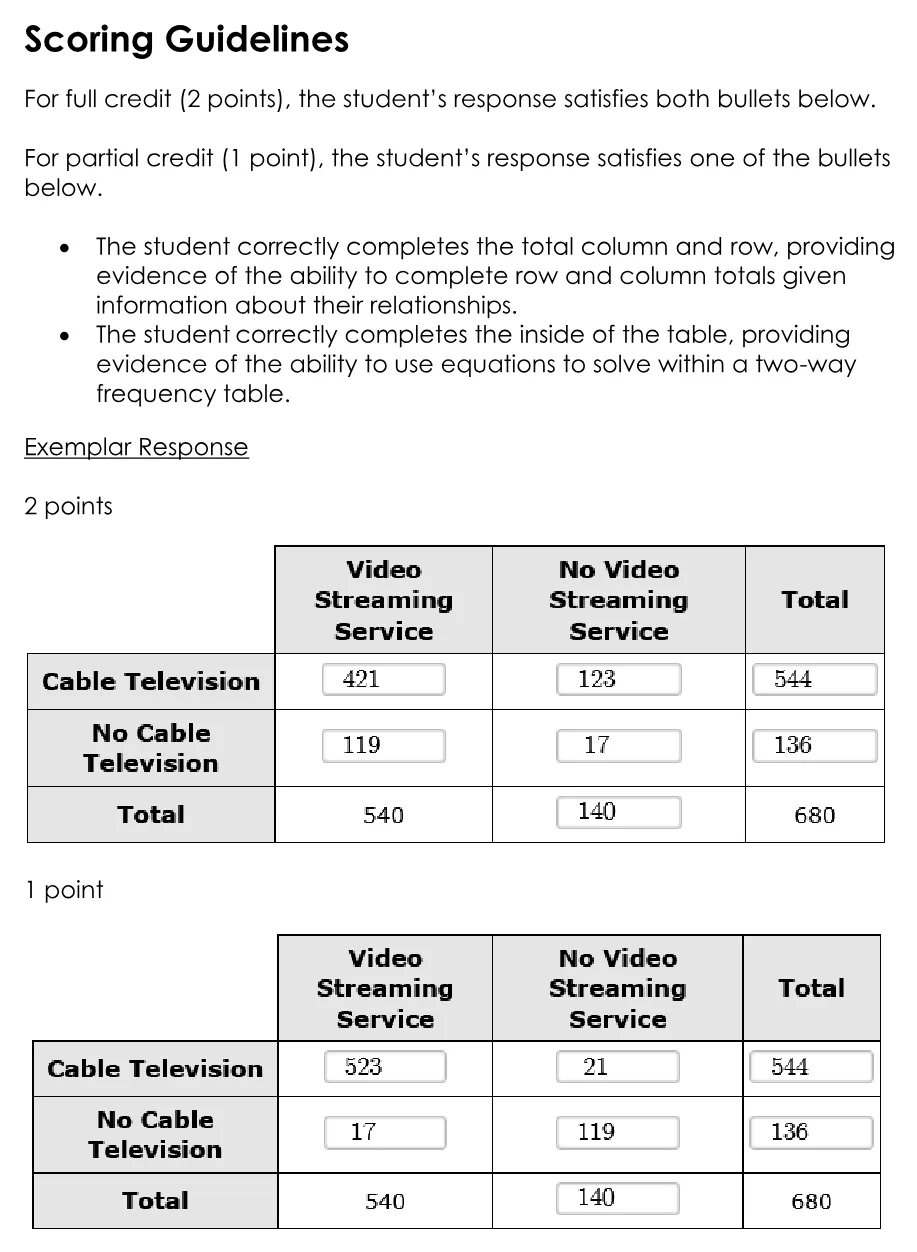 Scoring Guidelines
For full credit (2 points), the student’s response satisfies both bullets below.
For partial credit (1 point), the student’s response satisfies one of the bullets
below.
• The student correctly completes the total column and row, providing
evidence of the ability to complete row and column totals given
information about their relationships.
• The student correctly completes the inside of the table, providing
evidence of the ability to use equations to solve within a two-way
frequency table.
Exemplar Response
2 points
Video
Streaming
Service
No Video
Streaming
Service
Total
Cable Television 421 123 544
No Cable
Television
119 17 136
Total 540 140 680
1 point
Video
Streaming
Service
No Video
Streaming
Service
Total
Cable Television 523 21 544
No Cable
Television
17 119 136
Total 540 140 680